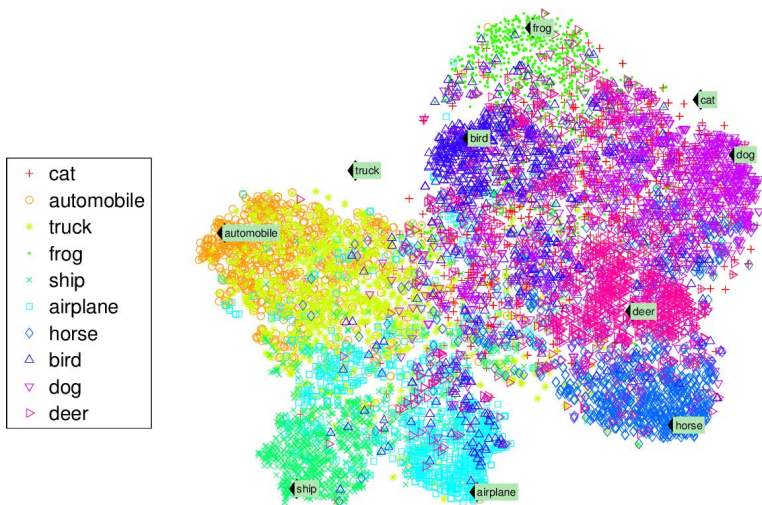 cat
automobile
truck
frog
ship
airplane
horse
bird
dog
deer
frog
cat
bird
dog
truck
automobile
deer
horse
ship
airplane